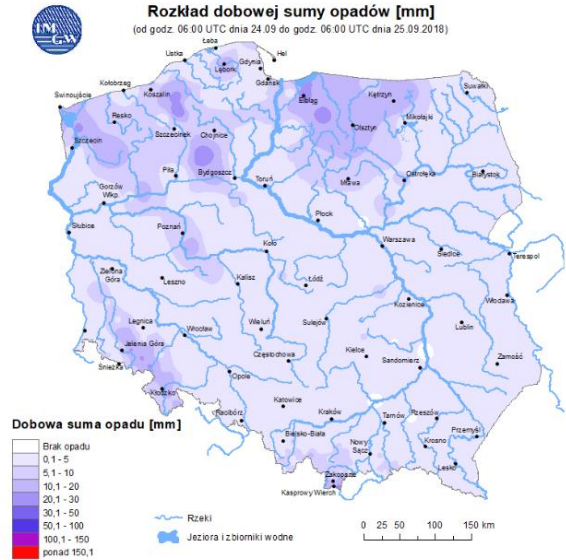 IM
GW
Rozkład dobowej sumy opadów [mm]
(od godz. 06:00 UTC dnia 24.09 do godz. 06:00 UTC dnia 25.09.2018)
Łeba
Ustka
Hel
Gdynia
Lębork
Gdańsk
Kołobrzeg
Koszalin
Elbląg
Kętrzyn
Suwałki
Świnoujście
Resko
Szczecinek
Chojnice
Olsztyn
Mikołajki
Szczecin
Piła
Bydgoszcz
Toruń
Mława
Ostrołęka
Białystok
Gorzów
Wlkp.
Płock
Słubice
Poznań
Koło
Warszawa
Siedlce
Terespol
Zielona
Góra
Leszno
Kalisz
Łódź
Kozienice
Włodawa
Legnica
Wrocław
Wieluń
Sulejów
Lublin
Jelenia Góra
Śnieżka
Częstochowa
Kielce
Sandomierz
Zamość
Kłodzko
Opole
Racibórz
Katowice
Kraków
Tarnów
Rzeszów
Przemyśl
Bielsko-Biała
Nowy
Sącz
Krosno
Lesko
Zakopane
Kasprowy Wierch
Dobowa suma opadu [mm]
Brak opadu
0,1 - 5
5,1 - 10
10,1 - 20
20,1 - 30
30,1 - 50
50,1 - 100
100,1 - 150
ponad 150,1
Rzeki
Jeziora i zbiorniki wodne
0 25 50 100 150 km